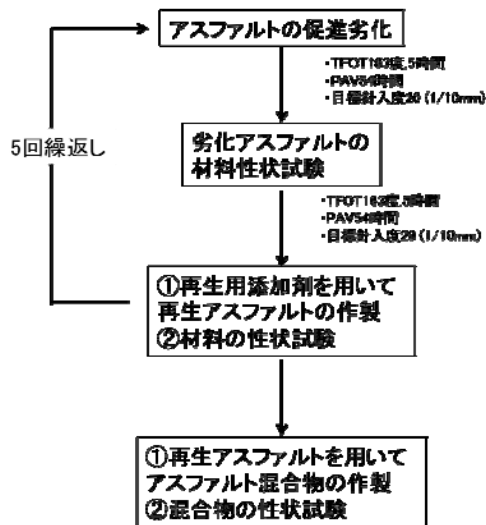 アスファルトの促進劣化
・TFOT163度,5時間
・PAV54時間
・目標針入度20(1/10mm)
5回繰返し
劣化アスファルトの
材料性状試験
・TFOT163度,5時間
・PAV54時間
・目標針入度20(1/10mm)
①再生用添加剤を用いて
再生アスファルトの作製
②材料の性状試験
①再生アスファルトを用いて
アスファルト混合物の作製
②混合物の性状試験